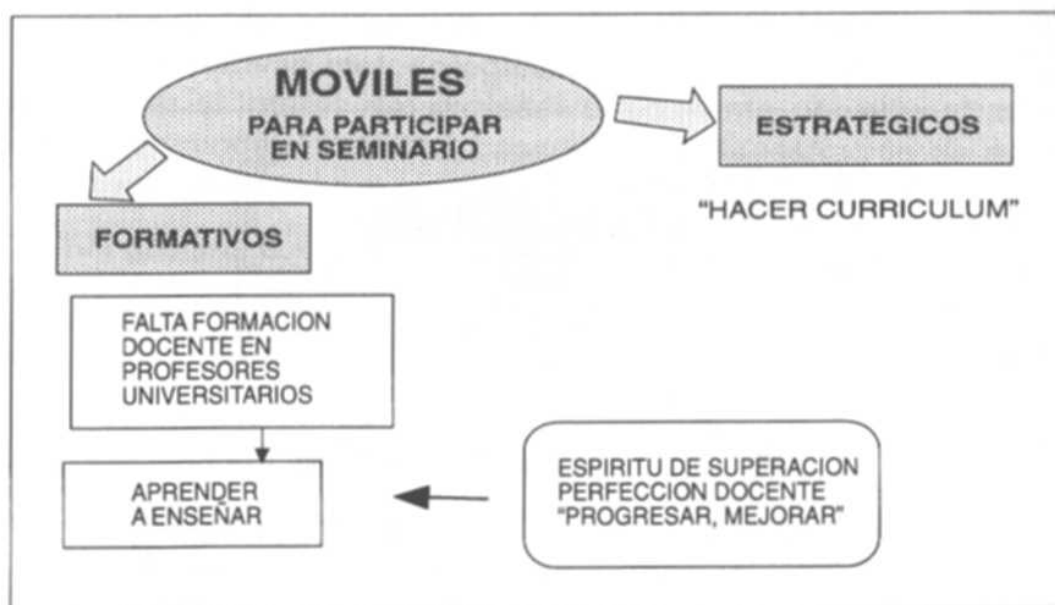 MOVILES
PARA PARTICIPAR
EN SEMINARIO
ESTRATEGICOS
"HACER CURRICULUM"
FORMATIVOS
FALTA FORMACION
DOCENTE EN
PROFESORES
UNIVERSITARIOS
APRENDER
A ENSEÑAR
ESPIRITU DE SUPERACION
PERFECCION DOCENTE
"PROGRESAR, MEJORAR"